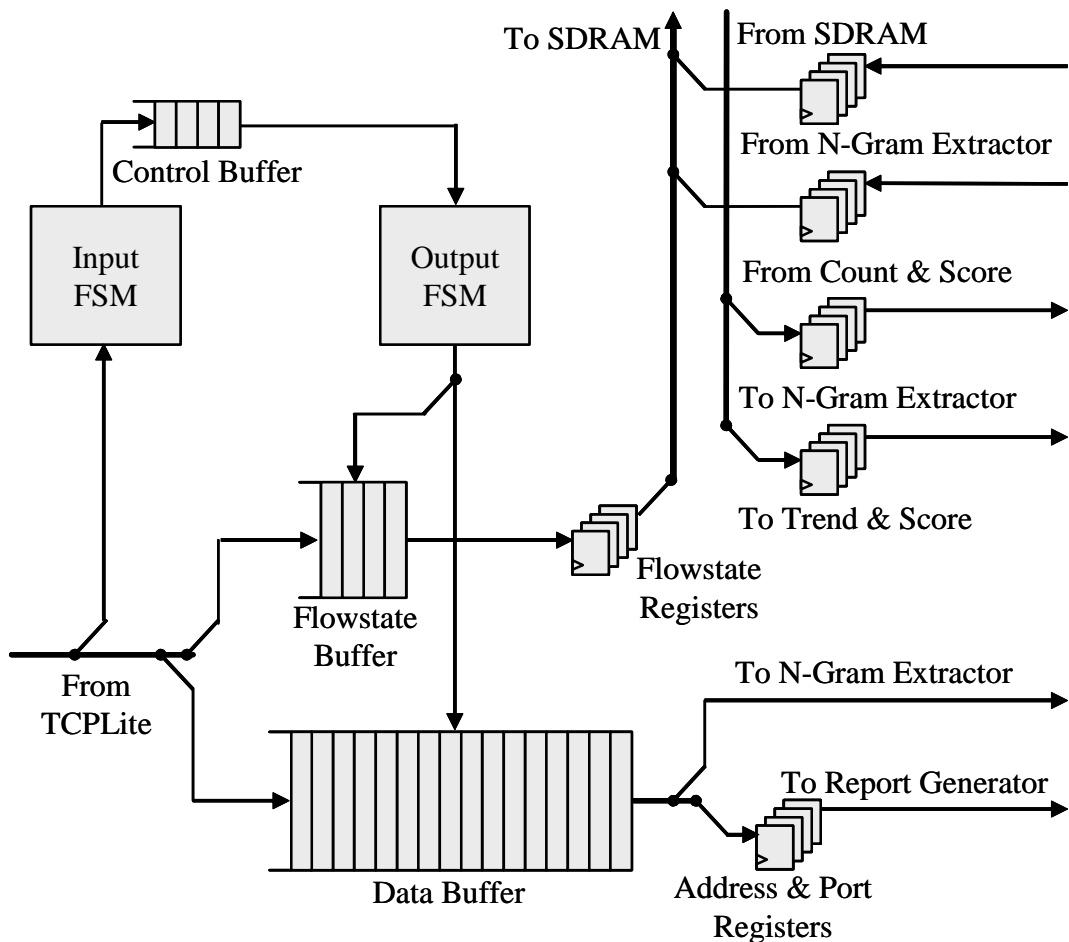 To SDRAM
From SDRAM
From N-Gram Extractor
Control Buffer
Input
FSM
Output
FSM
From Count & Score
To N-Gram Extractor
To Trend & Score
Flowstate
Registers
Flowstate
Buffer
From
TCPLite
To N-Gram Extractor
To Report Generator
Data Buffer
Address & Port
Registers